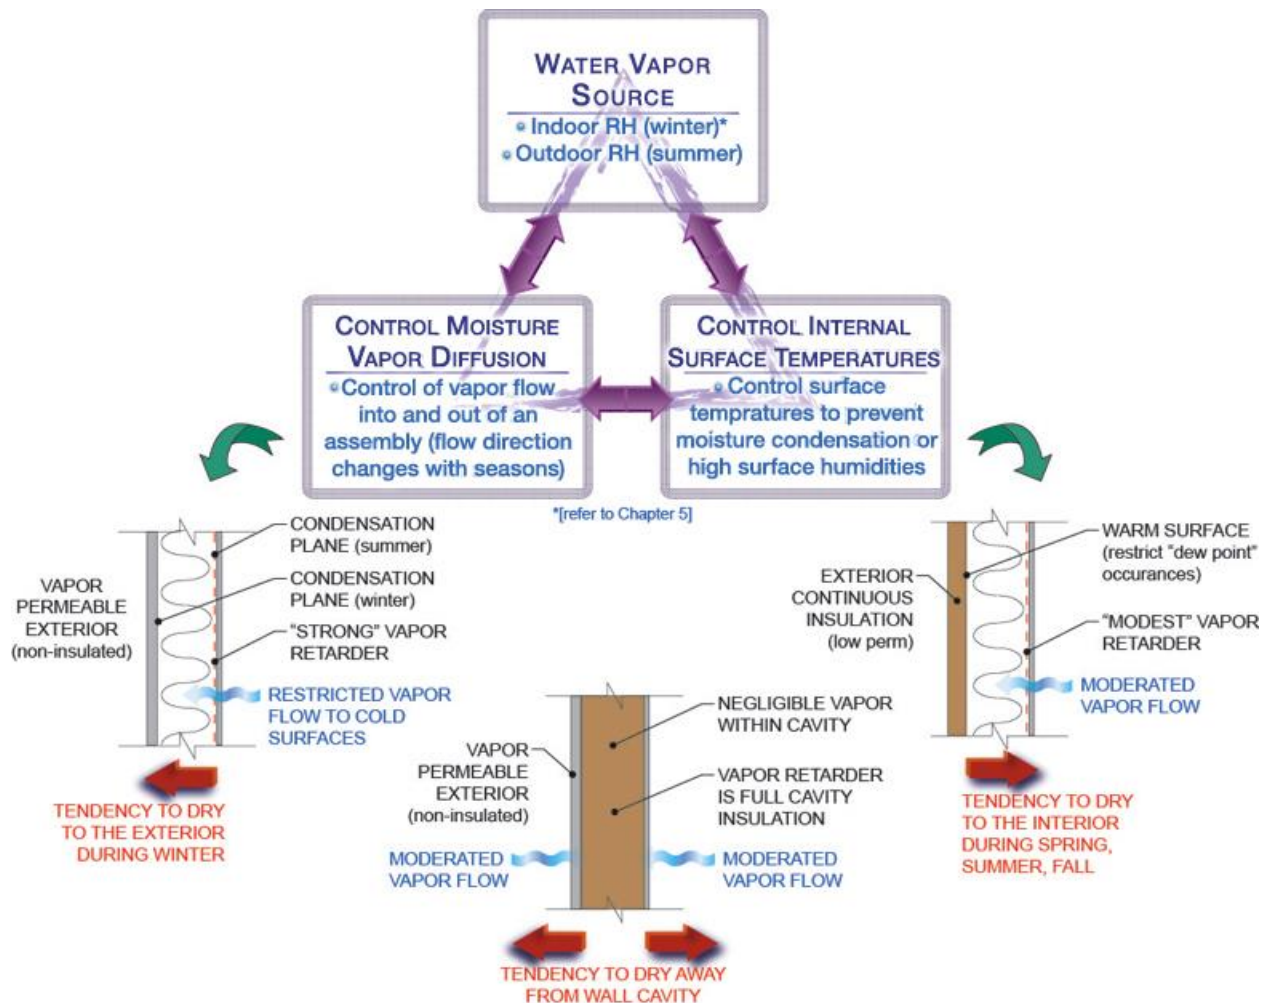 WATER VAPOR
SOURCE
• Indoor RH (winter)*
• Outdoor RH (summer)
CONTROL MOISTURE
VAPOR DIFFUSION
• Control of vapor flow
into and out of an
assembly (flow direction
changes with seasons)
CONTROL INTERNAL
SURFACE TEMPERATURES
• Control surface
tempratures to prevent
moisture condensation or
high surface humidities
*[refer to Chapter 5]
VAPOR
PERMEABLE
EXTERIOR
(non-insulated)
CONDENSATION
PLANE (summer)
CONDENSATION
PLANE (winter)
"STRONG" VAPOR
RETARDER
RESTRICTED VAPOR
FLOW TO COLD
SURFACES
TENDENCY TO DRY
TO THE EXTERIOR
DURING WINTER
VAPOR
PERMEABLE
EXTERIOR
(non-insulated)
NEGLIGIBLE VAPOR
WITHIN CAVITY
VAPOR RETARDER
IS FULL CAVITY
INSULATION
MODERATED
VAPOR FLOW
MODERATED
VAPOR FLOW
TENDENCY TO DRY AWAY
FROM WALL CAVITY
EXTERIOR
CONTINUOUS
INSULATION
(low perm)
WARM SURFACE
(restrict "dew point"
occurances)
"MODEST" VAPOR
RETARDER
MODERATED
VAPOR FLOW
TENDENCY TO DRY
TO THE INTERIOR
DURING SPRING,
SUMMER, FALL